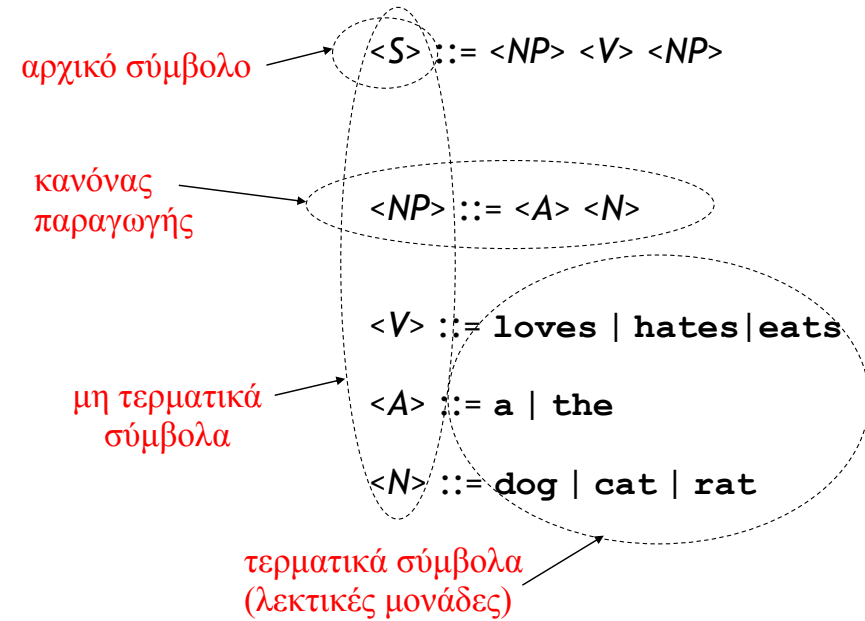 <S> ::= <NP> <V> <NP>
αρχικό σύμβολο
κανόνας
παραγωγής
<NP> ::= <A> <N>
<V> ::= loves | hates|eats
μη τερματικά
σύμβολα
<A> ::= a | the
<N> ::= dog | cat | rat
τερματικά σύμβολα
(λεκτικές μονάδες)